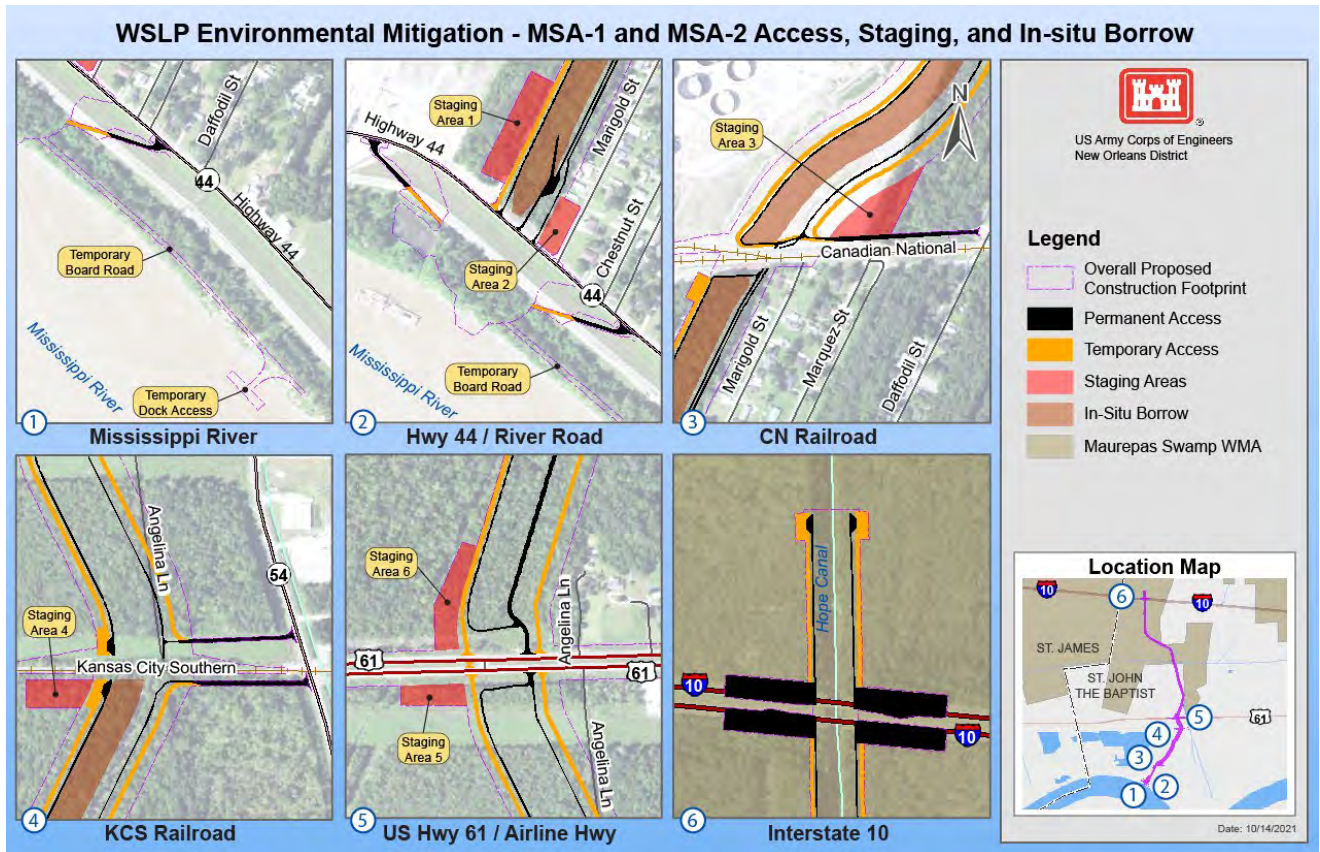 WSLP Environmental Mitigation - MSA-1 and MSA-2 Access, Staging, and In-situ Borrow
Daffodil St
44
Highway 44
Temporary
Board Road
Mississippi River
Temporary
Dock Access
1
Mississippi River
Highway 44
Staging
Area 1
Marigold St
Staging
Area 2
Chestnut St
44
Mississippi River
Temporary
Board Road
2
Hwy 44 / River Road
N
Staging
Area 3
Canadian National
Marigold St
Marquez St
Daffodil St
3
CN Railroad
Angelina Ln
54
Staging
Area 4
Kansas City Southern
4
KCS Railroad
Staging
Area 6
Angelina Ln
61
61
Staging
Area 5
Angelina Ln
5
US Hwy 61 / Airline Hwy
Hope Canal
10
10
6
Interstate 10
®
US Army Corps of Engineers
New Orleans District
Legend
Overall Proposed
Construction Footprint
Permanent Access
Temporary Access
Staging Areas
In-Situ Borrow
Maurepas Swamp WMA
Location Map
10
6
10
ST. JAMES
ST. JOHN
THE BAPTIST
5
61
4
3
1
2
Date: 10/14/2021